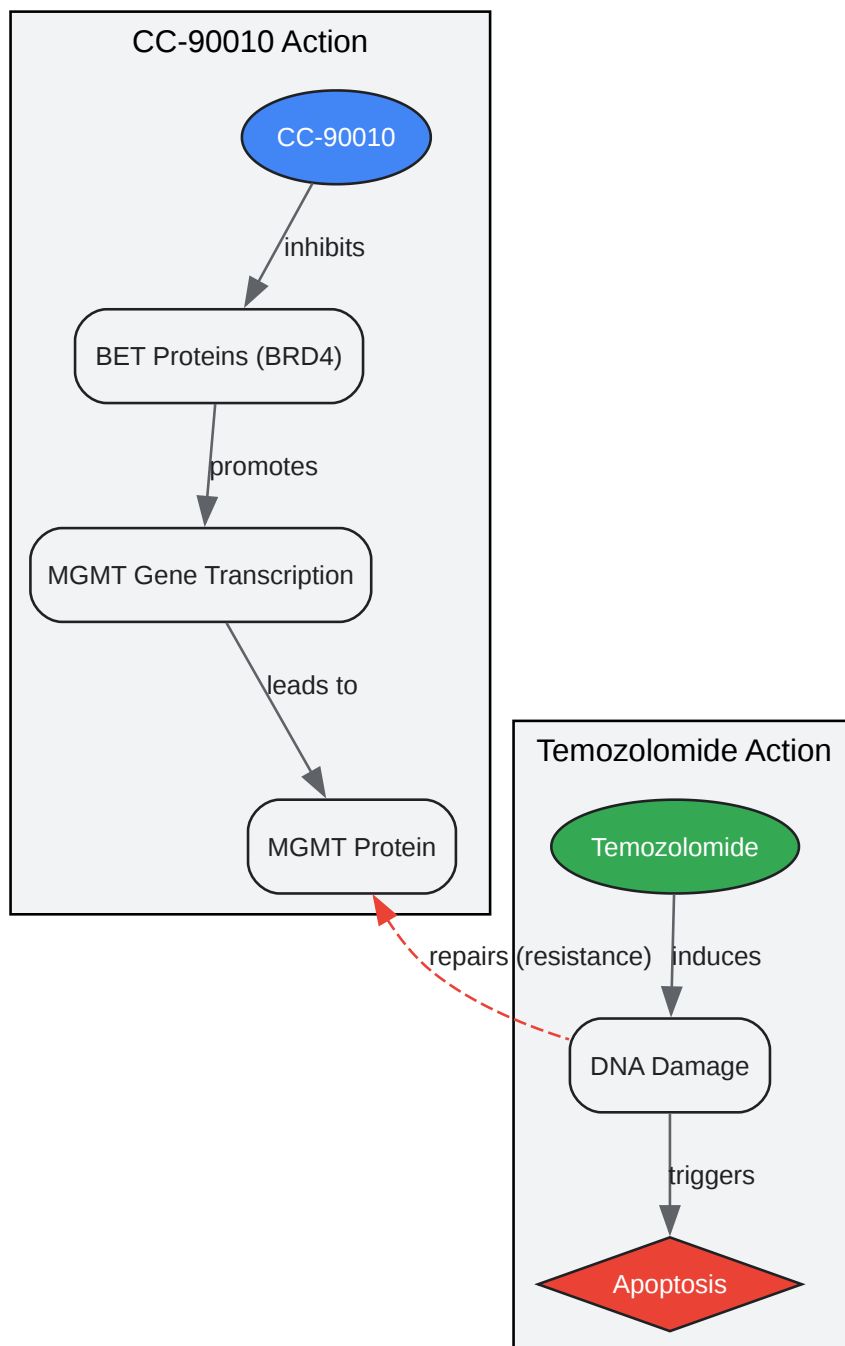 CC-90010 Action
CC-90010
inhibits
BET Proteins (BRD4)
promotes
MGMT Gene Transcription
leads to
MGMT Protein
Temozolomide Action
Temozolomide
repairs (resistance)
induces
DNA Damage
triggers
Apoptosis